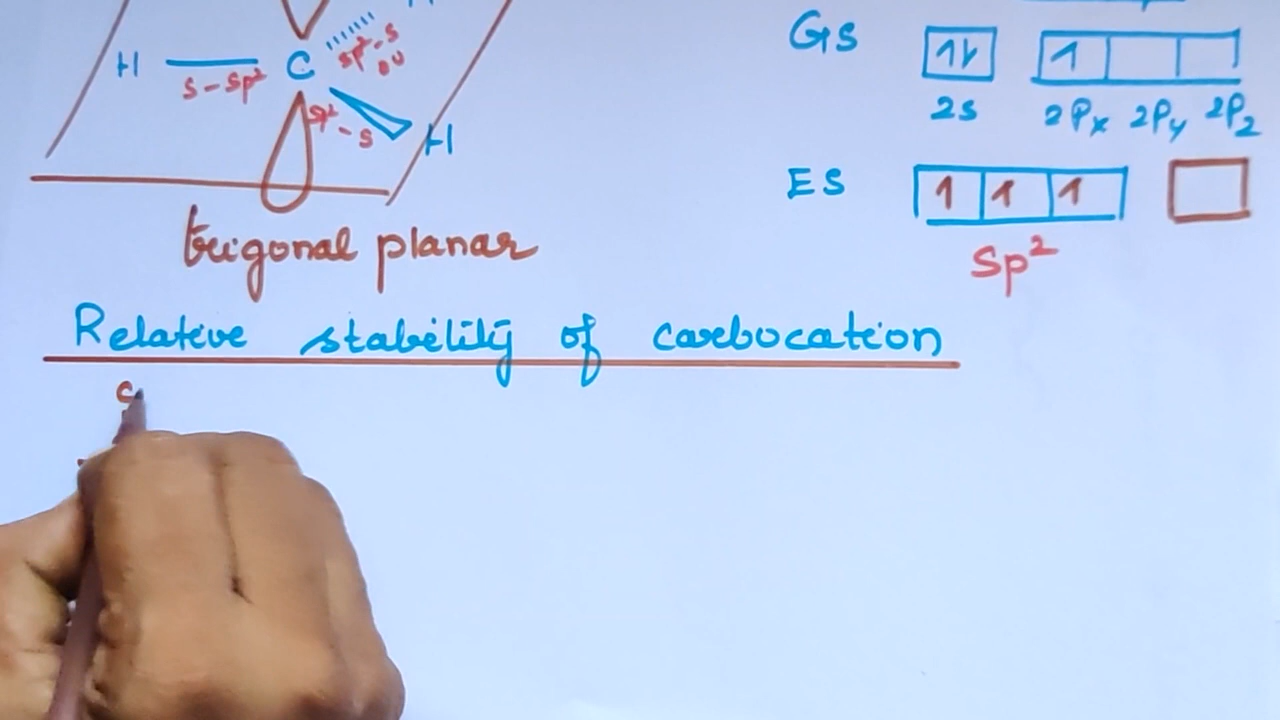 H C
s-sp²
sp²-s
sp²-s
H
trigonal planar
GS 1 1 1
2s 2Px 2Py 2Pz
ES 1 1 1
Sp²
Relative stability of carbocation